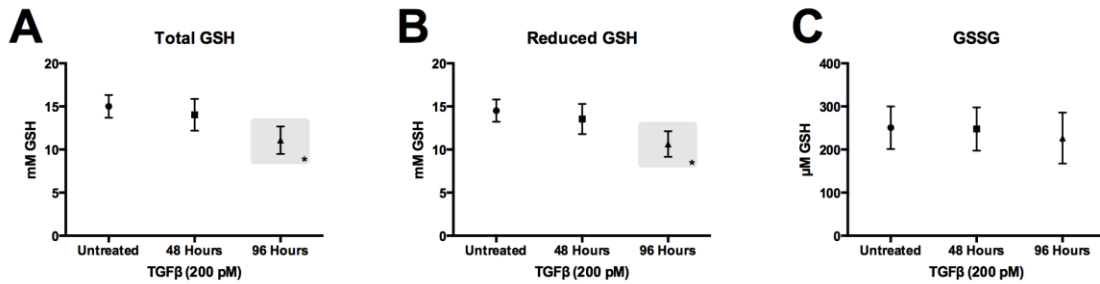 A
Total GSH
mM GSH
20
15
10
5
0
*
Untreated
48 Hours
96 Hours
TGFβ (200 pM)
B
Reduced GSH
mM GSH
20
15
10
5
0
*
Untreated
48 Hours
96 Hours
TGFβ (200 pM)
C
GSSG
µM GSH
400
300
200
100
0
Untreated
48 Hours
96 Hours
TGFβ (200 pM)